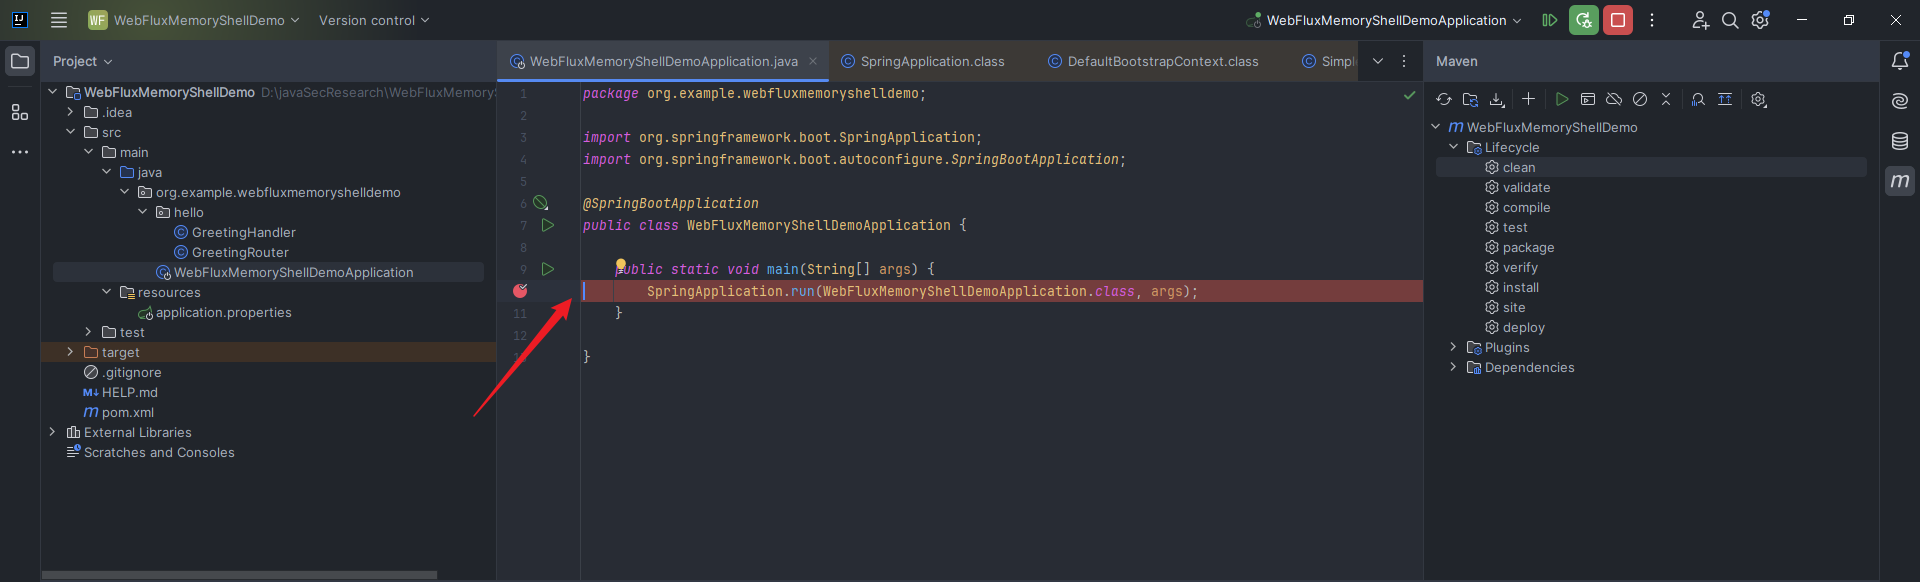 WF WebFluxMemoryShellDemo Version control WebFluxMemoryShellDemoApplication
Project
WebFluxMemoryShellDemo D:\javaSecResearch\WebFluxMemoryS
.idea
src
main
java
org.example.webfluxmemoryshelldemo
hello
GreetingHandler
GreetingRouter
WebFluxMemoryShellDemoApplication
resources
application.properties
test
target
.gitignore
HELP.md
pom.xml
External Libraries
Scratches and Consoles
WebFluxMemoryShellDemoApplication.java SpringApplication.class DefaultBootstrapContext.class Simpl
1 package org.example.webfluxmemoryshelldemo;
2
3 import org.springframework.boot.SpringApplication;
4 import org.springframework.boot.autoconfigure.SpringBootApplication;
5
6 @SpringBootApplication
7 public class WebFluxMemoryShellDemoApplication {
8
9 public static void main(String[] args) {
SpringApplication.run(WebFluxMemoryShellDemoApplication.class, args);
11 }
12
}
Maven
WebFluxMemoryShellDemo
Lifecycle
clean
validate
compile
test
package
verify
install
site
deploy
Plugins
Dependencies